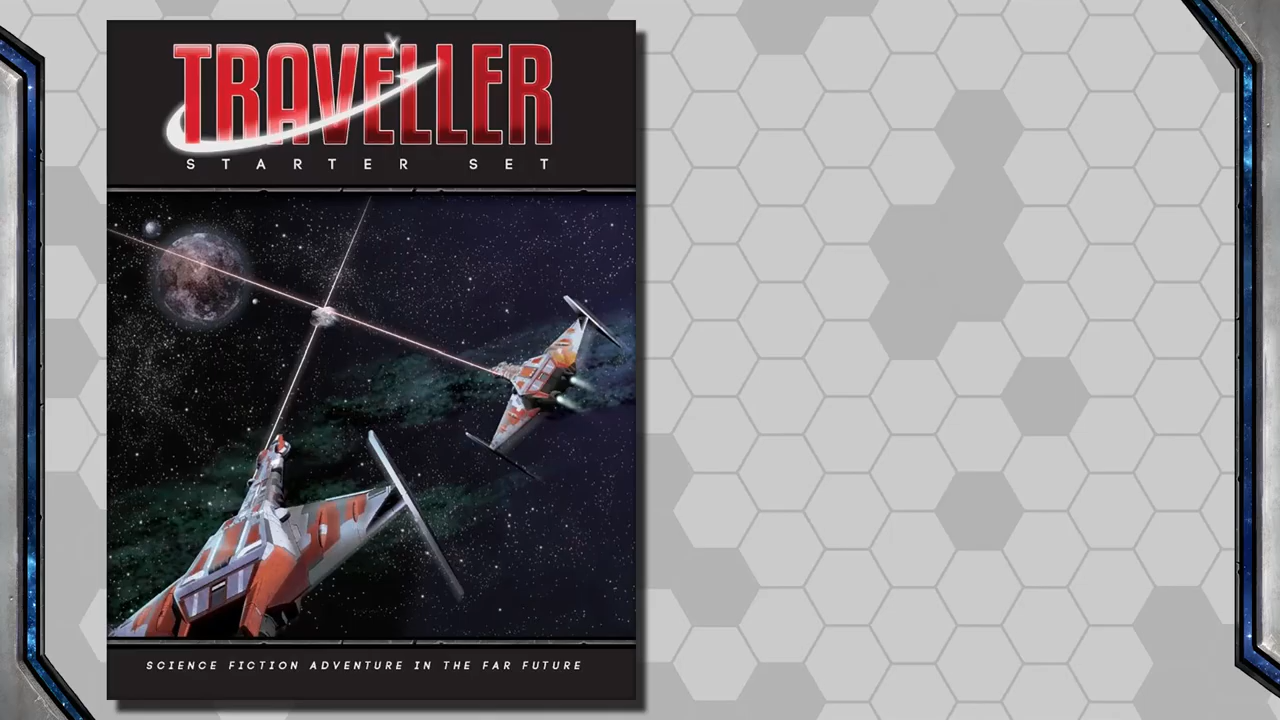 TRAVELLER
STARTER SET
SCIENCE FICTION ADVENTURE IN THE FAR FUTURE